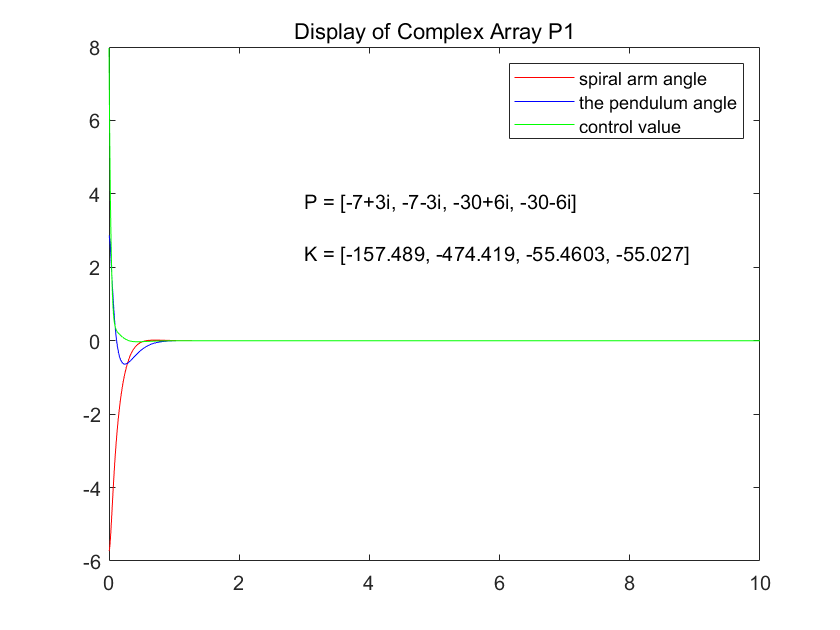 Display of Complex Array P1
8
spiral arm angle
the pendulum angle
control value
6
4
P = [-7+3i, -7-3i, -30+6i, -30-6i]
K = [-157.489, -474.419, -55.4603, -55.027]
2
0
-2
-4
-6
0 2 4 6 8 10